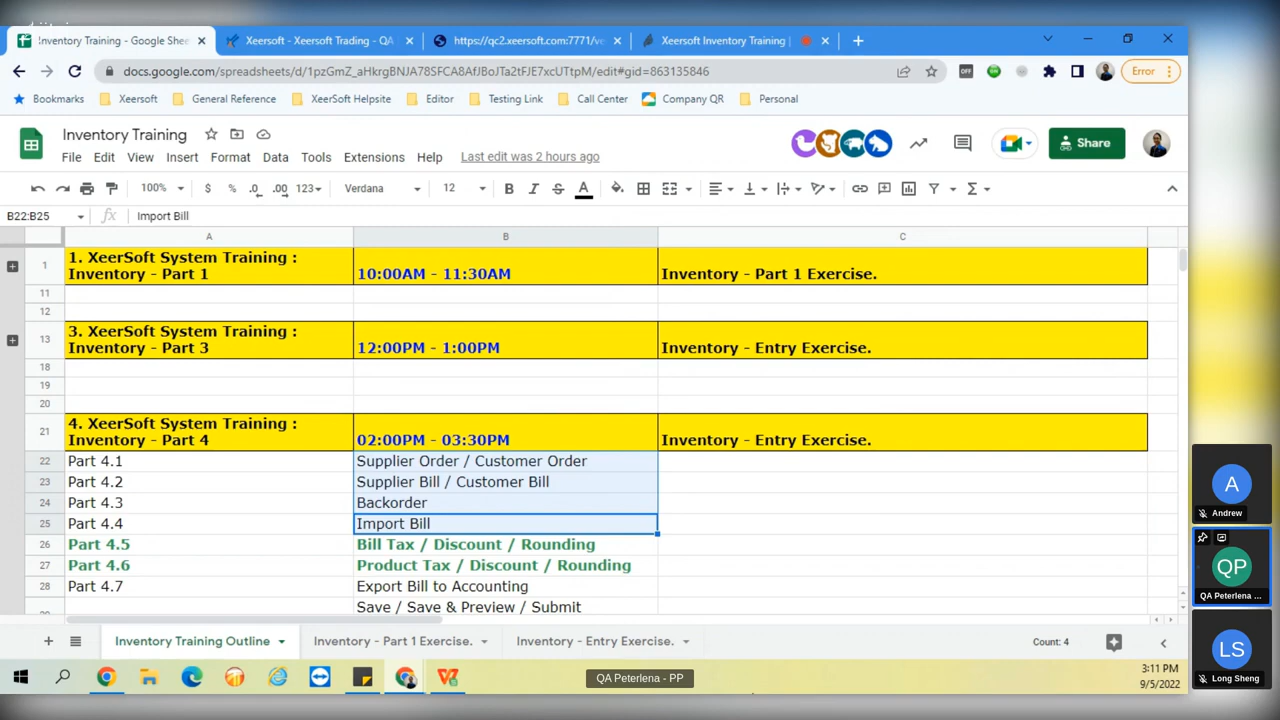 Inventory Training - Google Shee
Xeersoft - Xeersoft Trading - QA
https://qc2.xeersoft.com:7771/ve
Xeersoft Inventory Training |
docs.google.com/spreadsheets/d/1pzGmZ_aHkrgBNJA78SFCA8AfJBoJTa2tFJE7xcUTtpM/edit#gid=863135846
OFF
Error
Bookmarks
Xeersoft
General Reference
XeerSoft Helpsite
Editor
Testing Link
Call Center
Company QR
Personal
Inventory Training
Share
File Edit View Insert Format Data Tools Extensions Help Last edit was 2 hours ago
100% $ % .0 .00 123 Verdana 12 B I S A
B22:B25 fx Import Bill
A B C
1 1. XeerSoft System Training :
Inventory - Part 1 10:00AM - 11:30AM Inventory - Part 1 Exercise.
11
12
13 3. XeerSoft System Training :
Inventory - Part 3 12:00PM - 1:00PM Inventory - Entry Exercise.
18
19
20
21 4. XeerSoft System Training :
Inventory - Part 4 02:00PM - 03:30PM Inventory - Entry Exercise.
22 Part 4.1 Supplier Order / Customer Order
23 Part 4.2 Supplier Bill / Customer Bill
24 Part 4.3 Backorder
25 Part 4.4 Import Bill
26 Part 4.5 Bill Tax / Discount / Rounding
27 Part 4.6 Product Tax / Discount / Rounding
28 Part 4.7 Export Bill to Accounting
Save / Save & Preview / Submit
Inventory Training Outline
Inventory - Part 1 Exercise.
Inventory - Entry Exercise.
Count: 4
3:11 PM
9/5/2022
QA Peterlena - PP
A
Andrew
QP
QA Peterlena ...
LS
Long Sheng